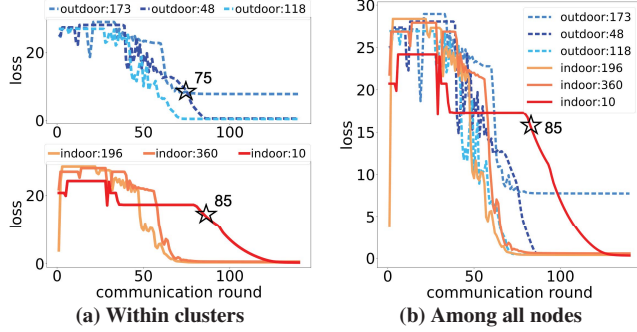 outdoor:173 outdoor:48 outdoor:118
loss
20
0
75
0 50 100
indoor:196 indoor:360 indoor:10
loss
20
0
85
0 50 100
communication round
(a) Within clusters
loss
30
25
20
15
10
5
0
outdoor:173
outdoor:48
outdoor:118
indoor:196
indoor:360
indoor:10
85
0 50 100
communication round
(b) Among all nodes